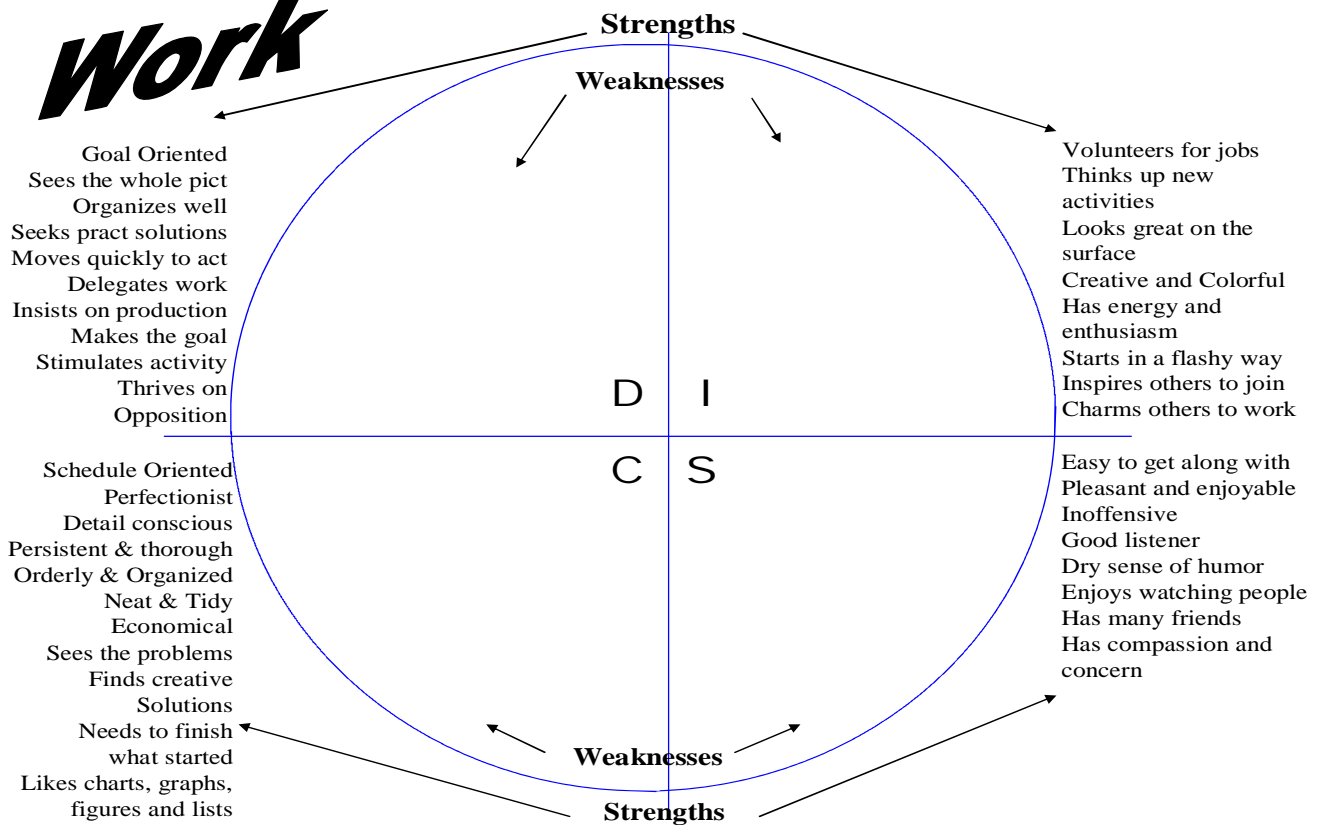 Work
Strengths
Weaknesses
Goal Oriented
Sees the whole pict
Organizes well
Seeks pract solutions
Moves quickly to act
Delegates work
Insists on production
Makes the goal
Stimulates activity
Thrives on
Opposition
Volunteers for jobs
Thinks up new
activities
Looks great on the
surface
Creative and Colorful
Has energy and
enthusiasm
Starts in a flashy way
Inspires others to join
Charms others to work
D I
C S
Schedule Oriented
Perfectionist
Detail conscious
Persistent & thorough
Orderly & Organized
Neat & Tidy
Economical
Sees the problems
Finds creative
Solutions
Needs to finish
what started
Likes charts, graphs,
figures and lists
Easy to get along with
Pleasant and enjoyable
Inoffensive
Good listener
Dry sense of humor
Enjoys watching people
Has many friends
Has compassion and
concern
Weaknesses
Strengths